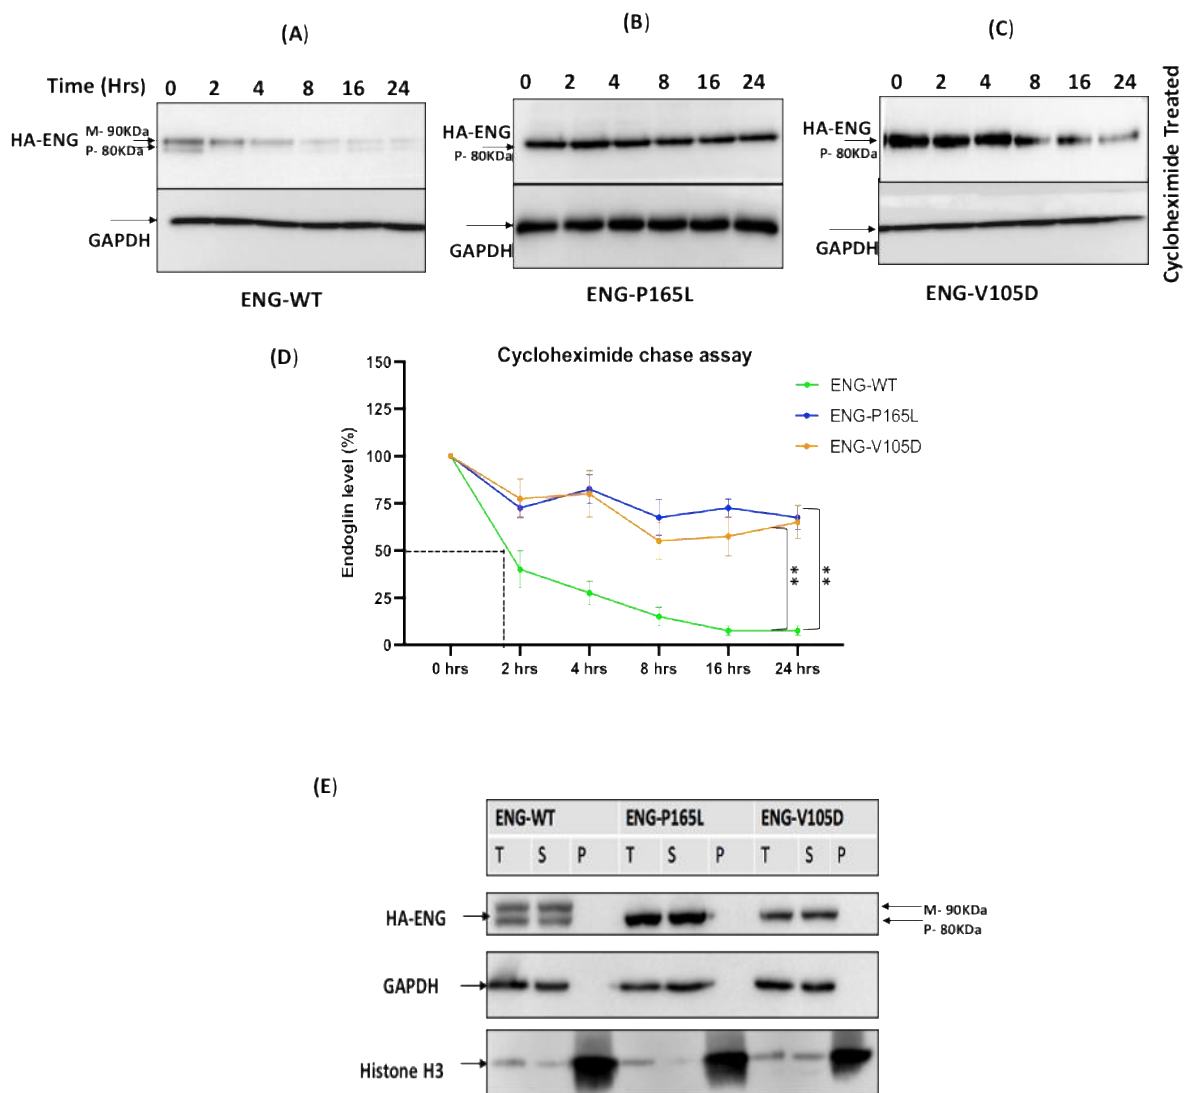 (A)
Time (Hrs) 0 2 4 8 16 24
HA-ENG M- 90KDa
P- 80KDa
GAPDH
ENG-WT
(B)
0 2 4 8 16 24
HA-ENG
P- 80KDa
GAPDH
ENG-P165L
(C)
0 2 4 8 16 24
HA-ENG
P- 80KDa
GAPDH
ENG-V105D
Cycloheximide Treated
(D)
Cycloheximide chase assay
Endoglin level (%)
150
125
100
75
50
25
0
0 hrs 2 hrs 4 hrs 8 hrs 16 hrs 24 hrs
ENG-WT
ENG-P165L
ENG-V105D
**
**
(E)
ENG-WT ENG-P165L ENG-V105D
T S P T S P T S P
HA-ENG
M- 90KDa
P- 80KDa
GAPDH
Histone H3